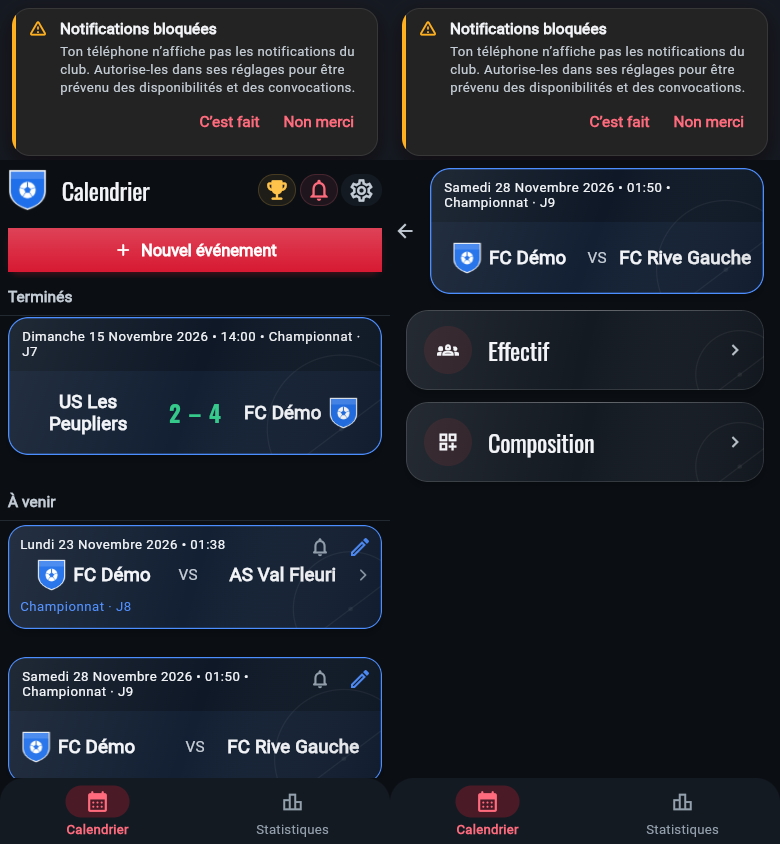 Notifications bloquées
Ton téléphone n’affiche pas les notifications du
club. Autorise-les dans ses réglages pour être
prévenu des disponibilités et des convocations.
C’est fait
Non merci
Calendrier
+ Nouvel événement
Terminés
Dimanche 15 Novembre 2026 • 14:00 • Championnat ·
J7
US Les
Peupliers
2 – 4
FC Démo
À venir
Lundi 23 Novembre 2026 • 01:38
FC Démo
VS
AS Val Fleuri
Championnat · J8
Samedi 28 Novembre 2026 • 01:50 •
Championnat · J9
FC Démo
VS
FC Rive Gauche
Calendrier
Statistiques
Notifications bloquées
Ton téléphone n’affiche pas les notifications du
club. Autorise-les dans ses réglages pour être
prévenu des disponibilités et des convocations.
C’est fait
Non merci
Samedi 28 Novembre 2026 • 01:50 •
Championnat · J9
FC Démo
VS
FC Rive Gauche
Effectif
Composition
Calendrier
Statistiques